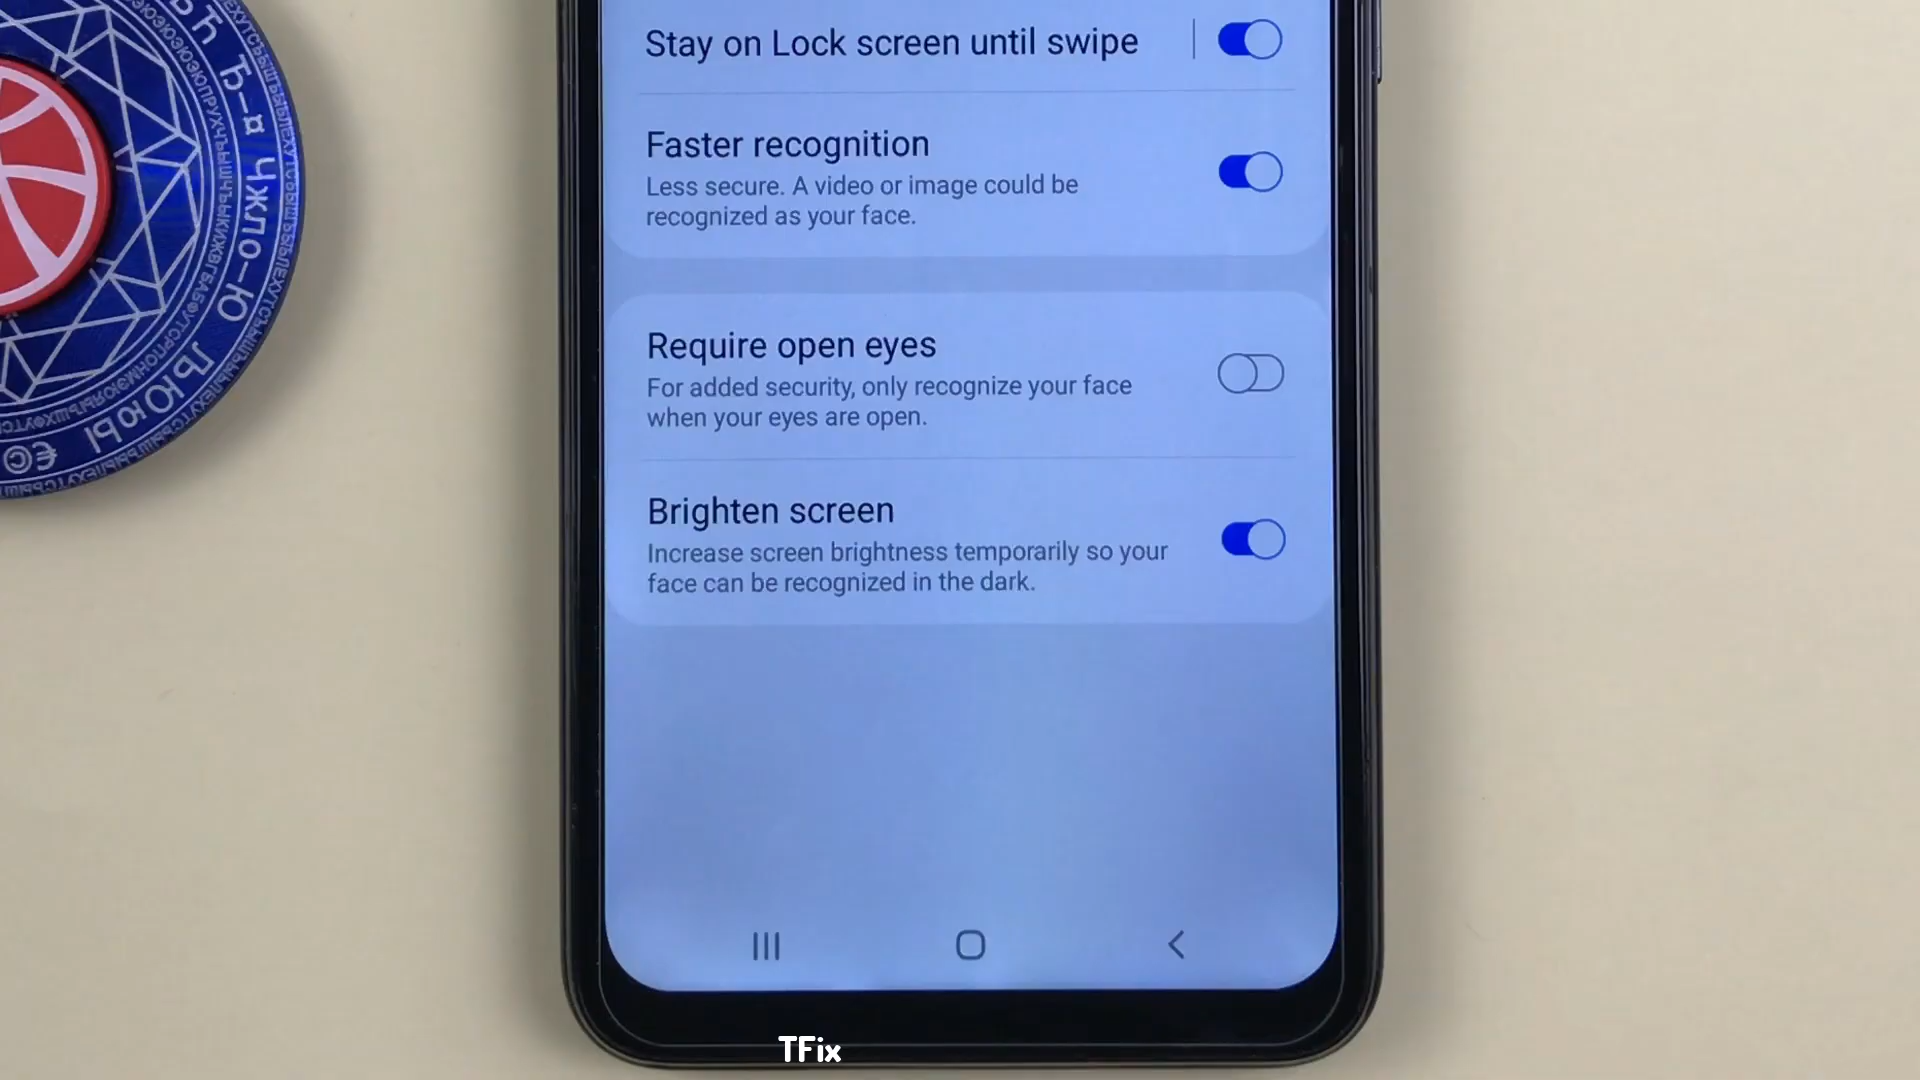 Stay on Lock screen until swipe
Faster recognition
Less secure. A video or image could be
recognized as your face.
Require open eyes
For added security, only recognize your face
when your eyes are open.
Brighten screen
Increase screen brightness temporarily so your
face can be recognized in the dark.
TFix